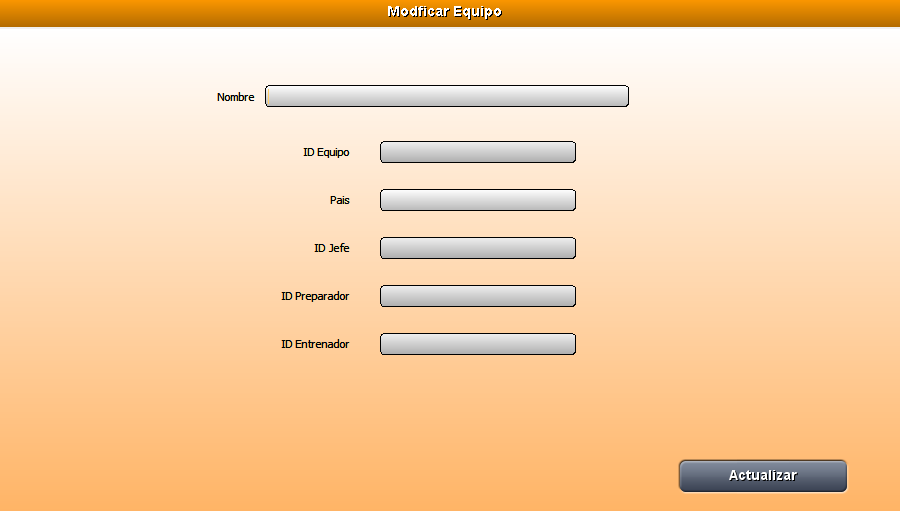 Modficar Equipo
Nombre
ID Equipo
Pais
ID Jefe
ID Preparador
ID Entrenador
Actualizar